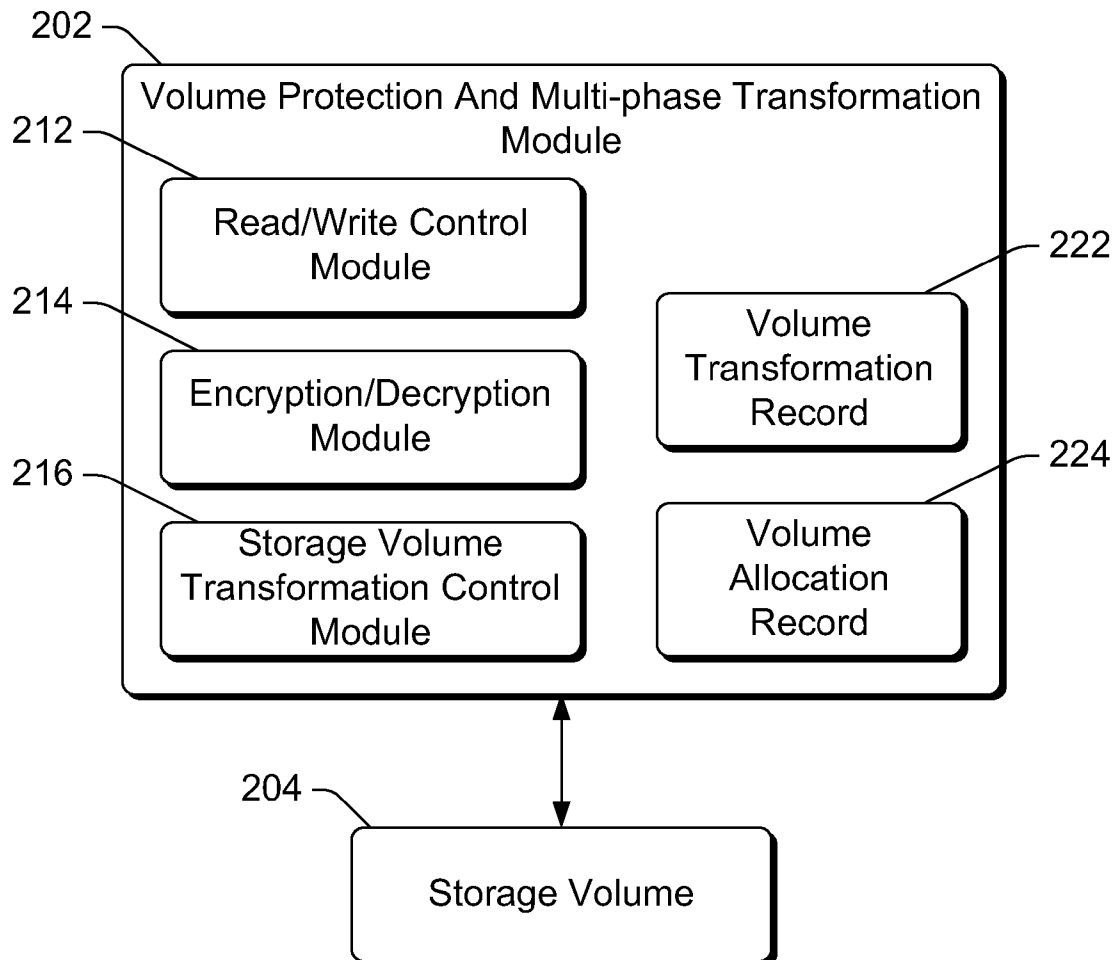 202
Volume Protection And Multi-phase Transformation
Module
212
Read/Write Control
Module
214
Encryption/Decryption
Module
216
Storage Volume
Transformation Control
Module
222
Volume
Transformation
Record
224
Volume
Allocation
Record
204
Storage Volume